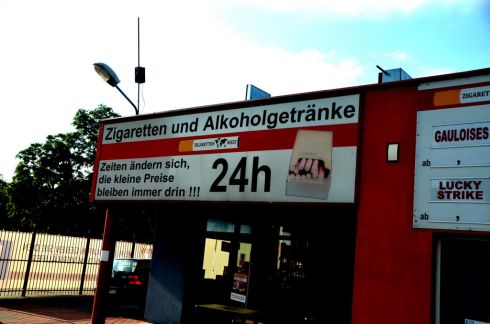 Zigaretten und Alkoholgetränke
ZIGARETTEN WELT
Zeiten ändern sich,
die kleine Preise
bleiben immer drin !!!
24h
ZIGARETTEN
GAULOISES
ab
LUCKY
STRIKE
ab